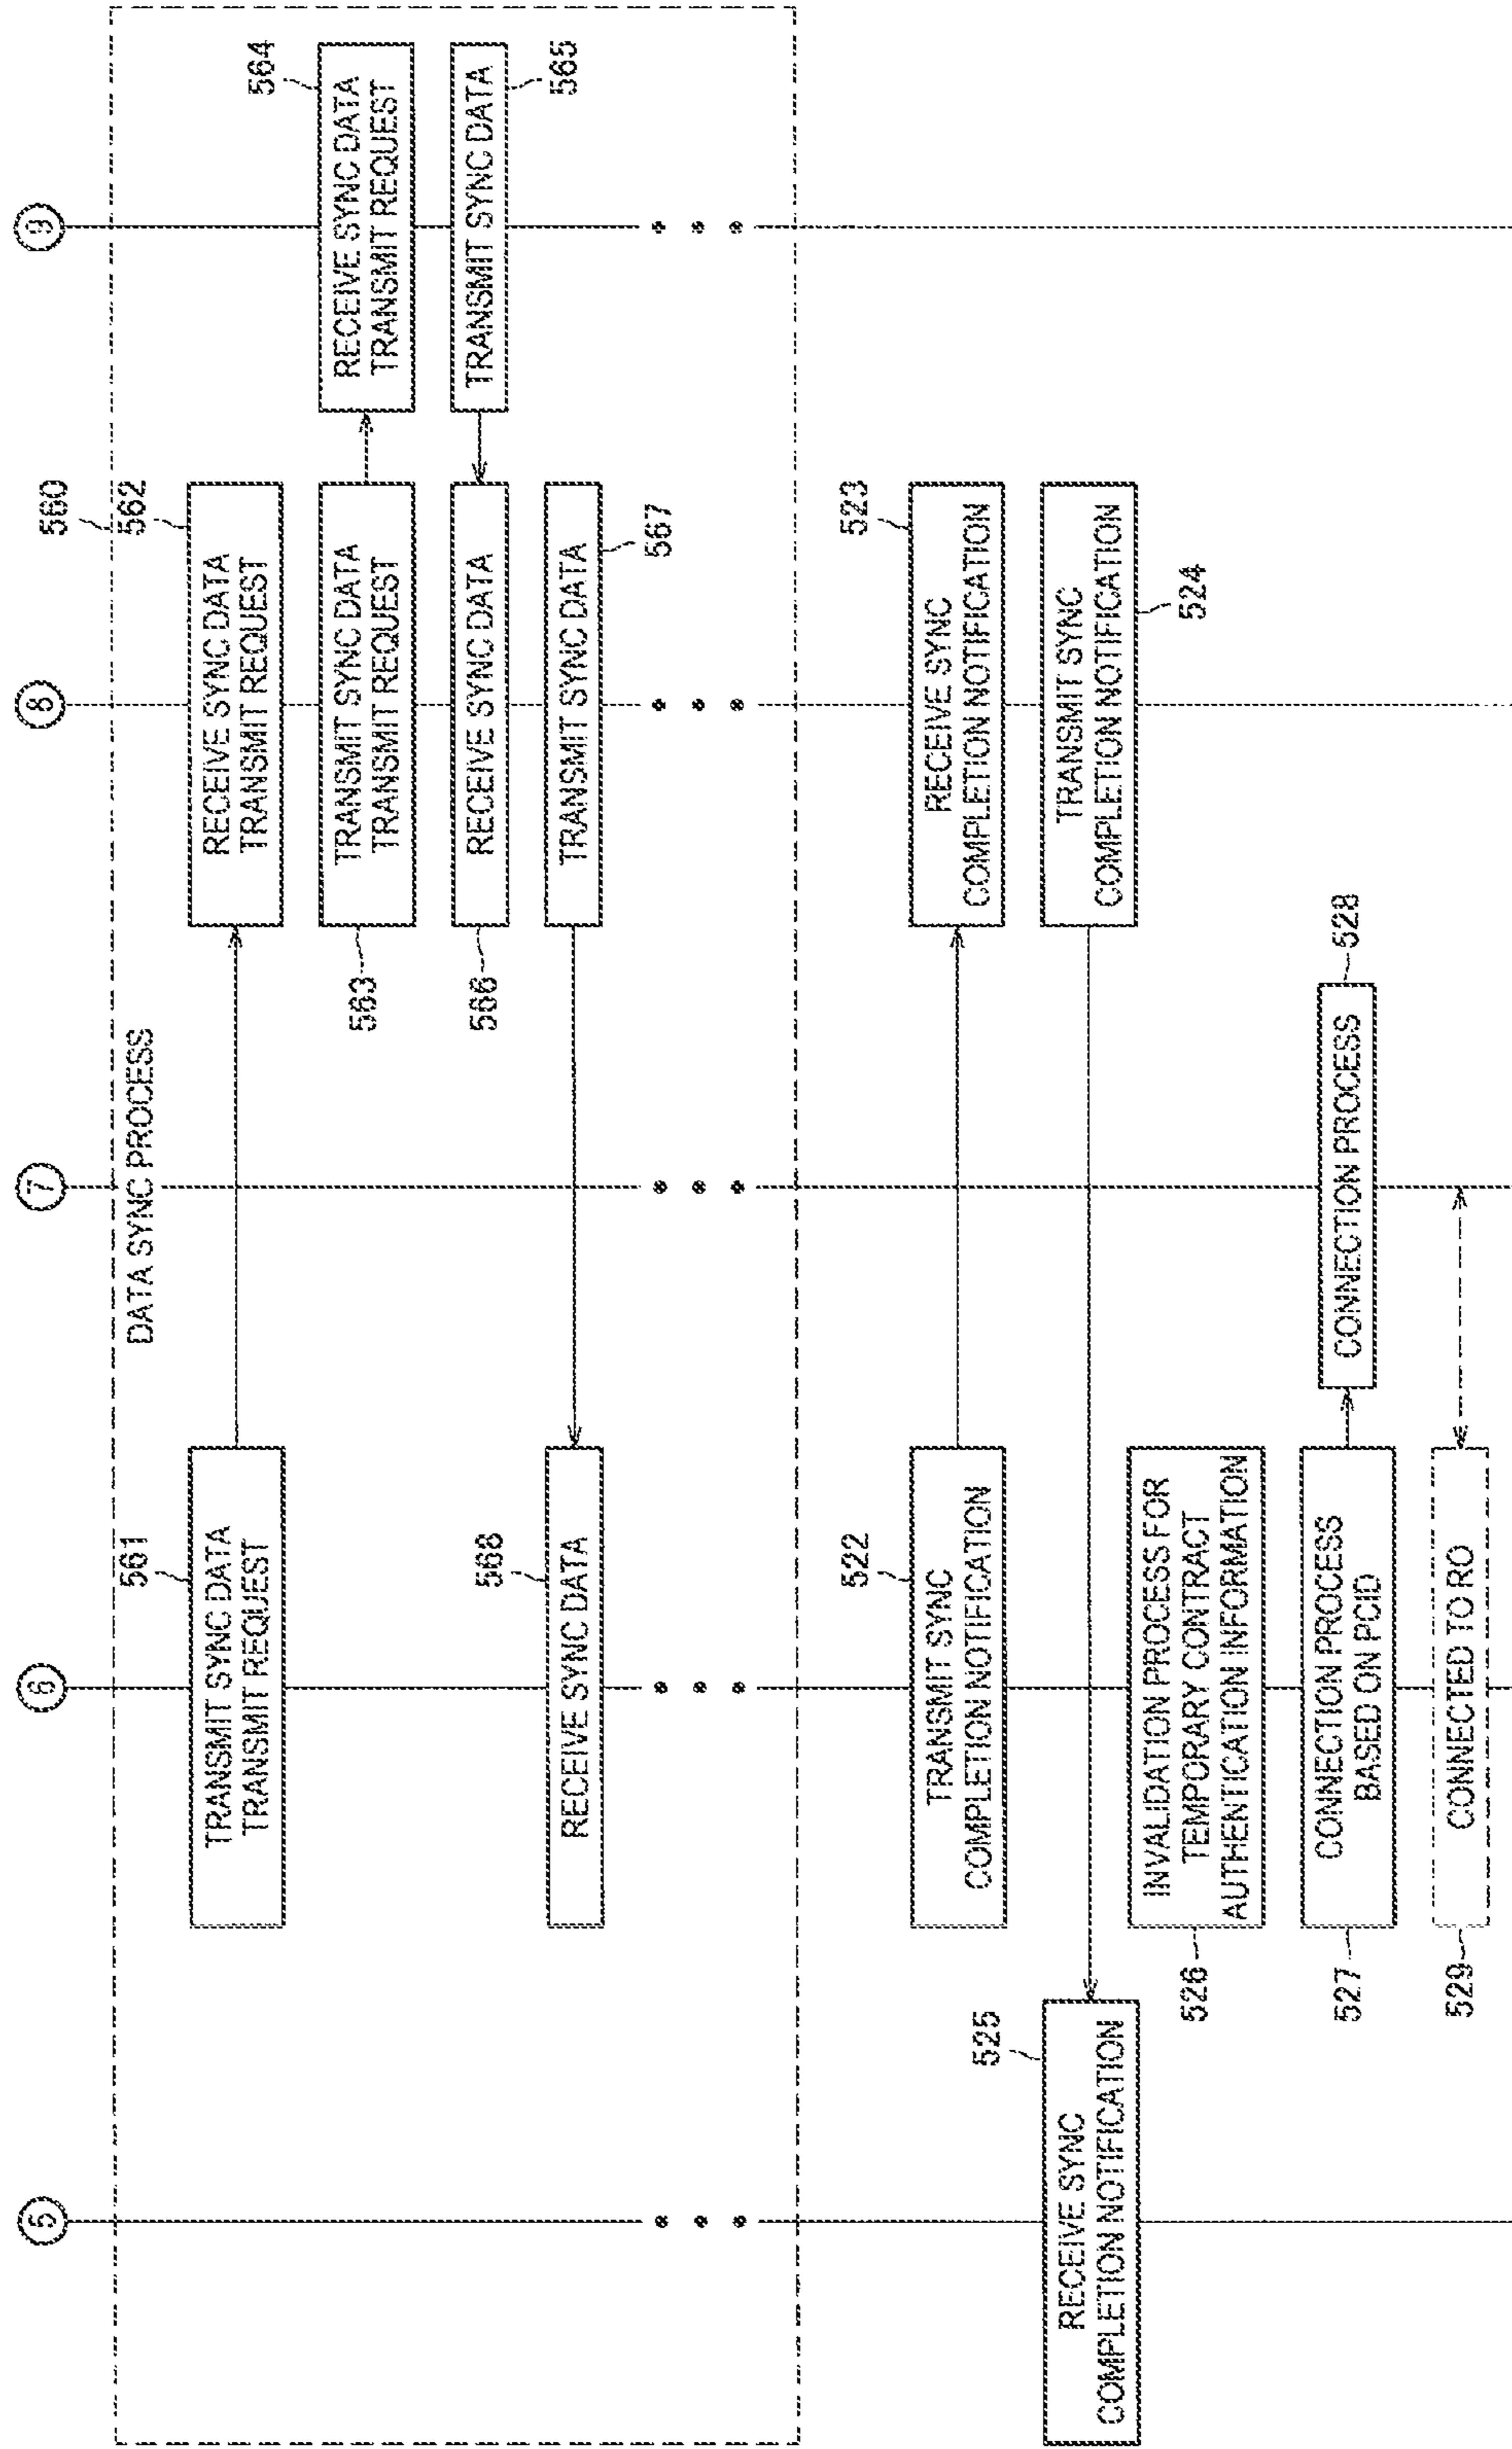 5
6
7
8
9
DATA SYNC PROCESS
560
561
TRANSMIT SYNC DATA
TRANSMIT REQUEST
562
RECEIVE SYNC DATA
TRANSMIT REQUEST
563
TRANSMIT SYNC DATA
TRANSMIT REQUEST
564
RECEIVE SYNC DATA
TRANSMIT REQUEST
565
TRANSMIT SYNC DATA
566
RECEIVE SYNC DATA
567
TRANSMIT SYNC DATA
568
RECEIVE SYNC DATA
522
TRANSMIT SYNC
COMPLETION NOTIFICATION
523
RECEIVE SYNC
COMPLETION NOTIFICATION
524
TRANSMIT SYNC
COMPLETION NOTIFICATION
525
RECEIVE SYNC
COMPLETION NOTIFICATION
526
INVALIDATION PROCESS FOR
TEMPORARY CONTRACT
AUTHENTICATION INFORMATION
527
CONNECTION PROCESS
BASED ON PCID
528
CONNECTION PROCESS
529
CONNECTED TO RO